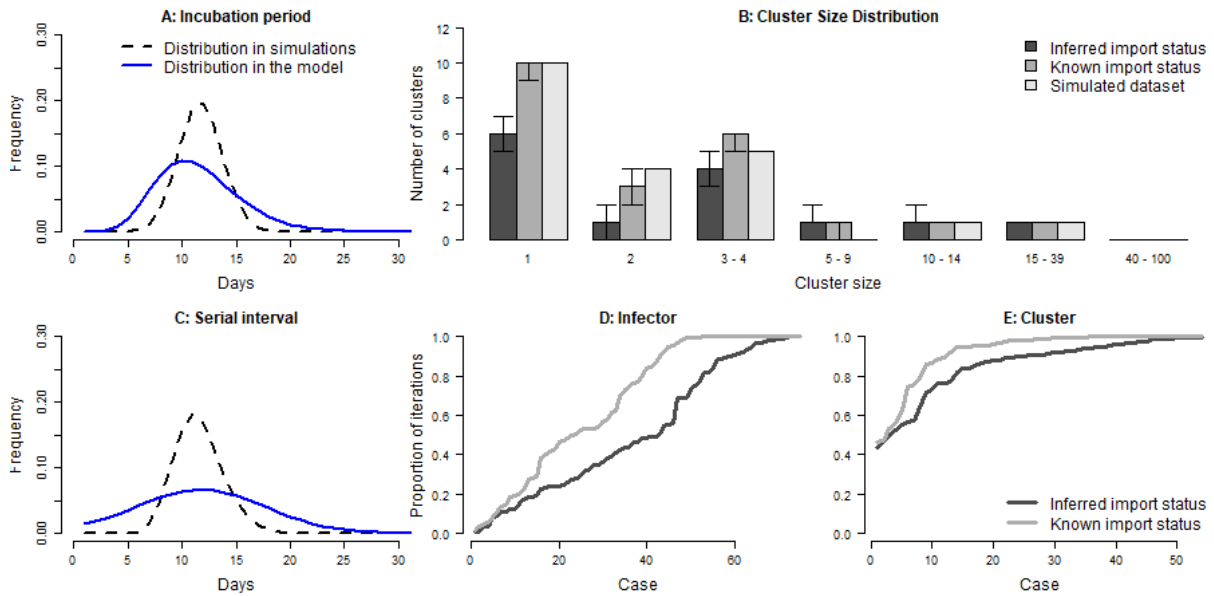 A: Incubation period
Frequency
0.00
0.10
0.20
0.30
Distribution in simulations
Distribution in the model
0
5
10
15
20
25
30
Days
B: Cluster Size Distribution
Number of clusters
0
2
4
6
8
10
12
Inferred import status
Known import status
Simulated dataset
1
2
3 - 4
5 - 9
10 - 14
15 - 39
40 - 100
Cluster size
C: Serial interval
Frequency
0.00
0.10
0.20
0.30
0
5
10
15
20
25
30
Days
D: Infector
Proportion of iterations
0.0
0.2
0.4
0.6
0.8
1.0
0
20
40
60
Case
E: Cluster
0.0
0.2
0.4
0.6
0.8
1.0
Inferred import status
Known import status
0
10
20
30
40
50
Case